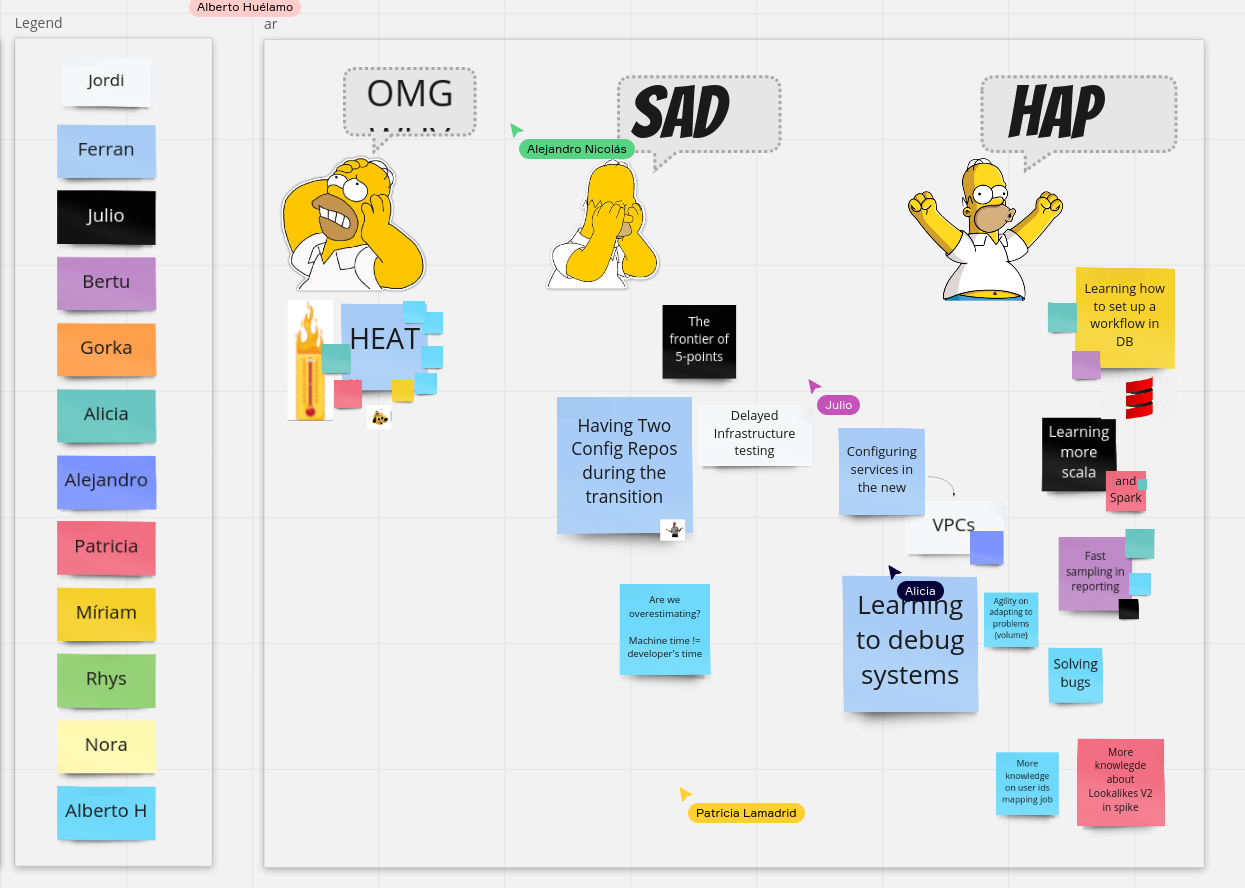 Alberto Huélamo
Legend
ar
Jordi
Ferran
Julio
Bertu
Gorka
Alicia
Alejandro
Patricia
Míriam
Rhys
Nora
Alberto H
OMG
WHY
SAD
HAP
Alejandro Nicolás
HEAT
The
frontier of
5-points
Having Two
Config Repos
during the
transition
Delayed
Infrastructure
testing
Are we
overestimating?
Machine time !=
developer's time
Julio
Configuring
services in
the new
VPCs
Alicia
Learning
to debug
systems
Agility on
adapting to
problems
(volume)
Solving
bugs
Learning how
to set up a
workflow in
DB
Learning
more
scala
and
Spark
Fast
sampling in
reporting
More
knowledge
on user ids
mapping job
More
knowlegde
about
Lookalikes V2
in spike
Patricia Lamadrid